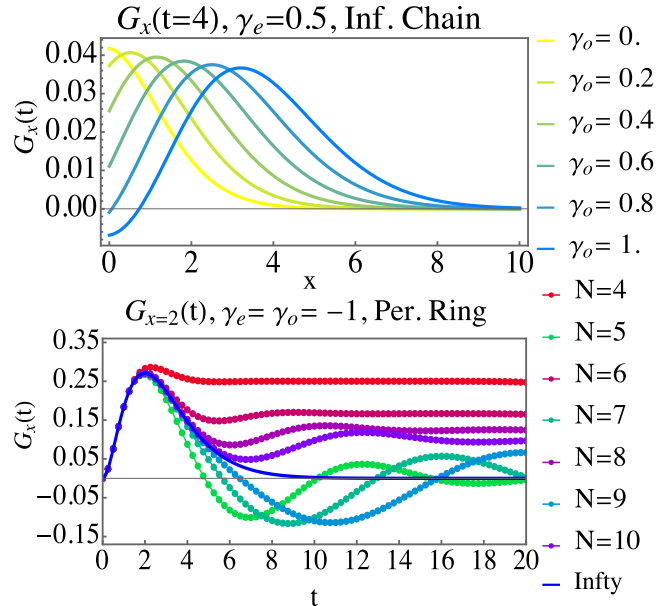 G_x(t=4), γ_e=0.5, Inf. Chain
G_x(t)
0.04
0.03
0.02
0.01
0.00
0 2 4 6 8 10
x
γ_o= 0.
γ_o= 0.2
γ_o= 0.4
γ_o= 0.6
γ_o= 0.8
γ_o= 1.
G_{x=2}(t), γ_e= γ_o= −1, Per. Ring
G_x(t)
0.35
0.25
0.15
0.05
−0.05
−0.15
0 2 4 6 8 10 12 14 16 18 20
t
N=4
N=5
N=6
N=7
N=8
N=9
N=10
Infty